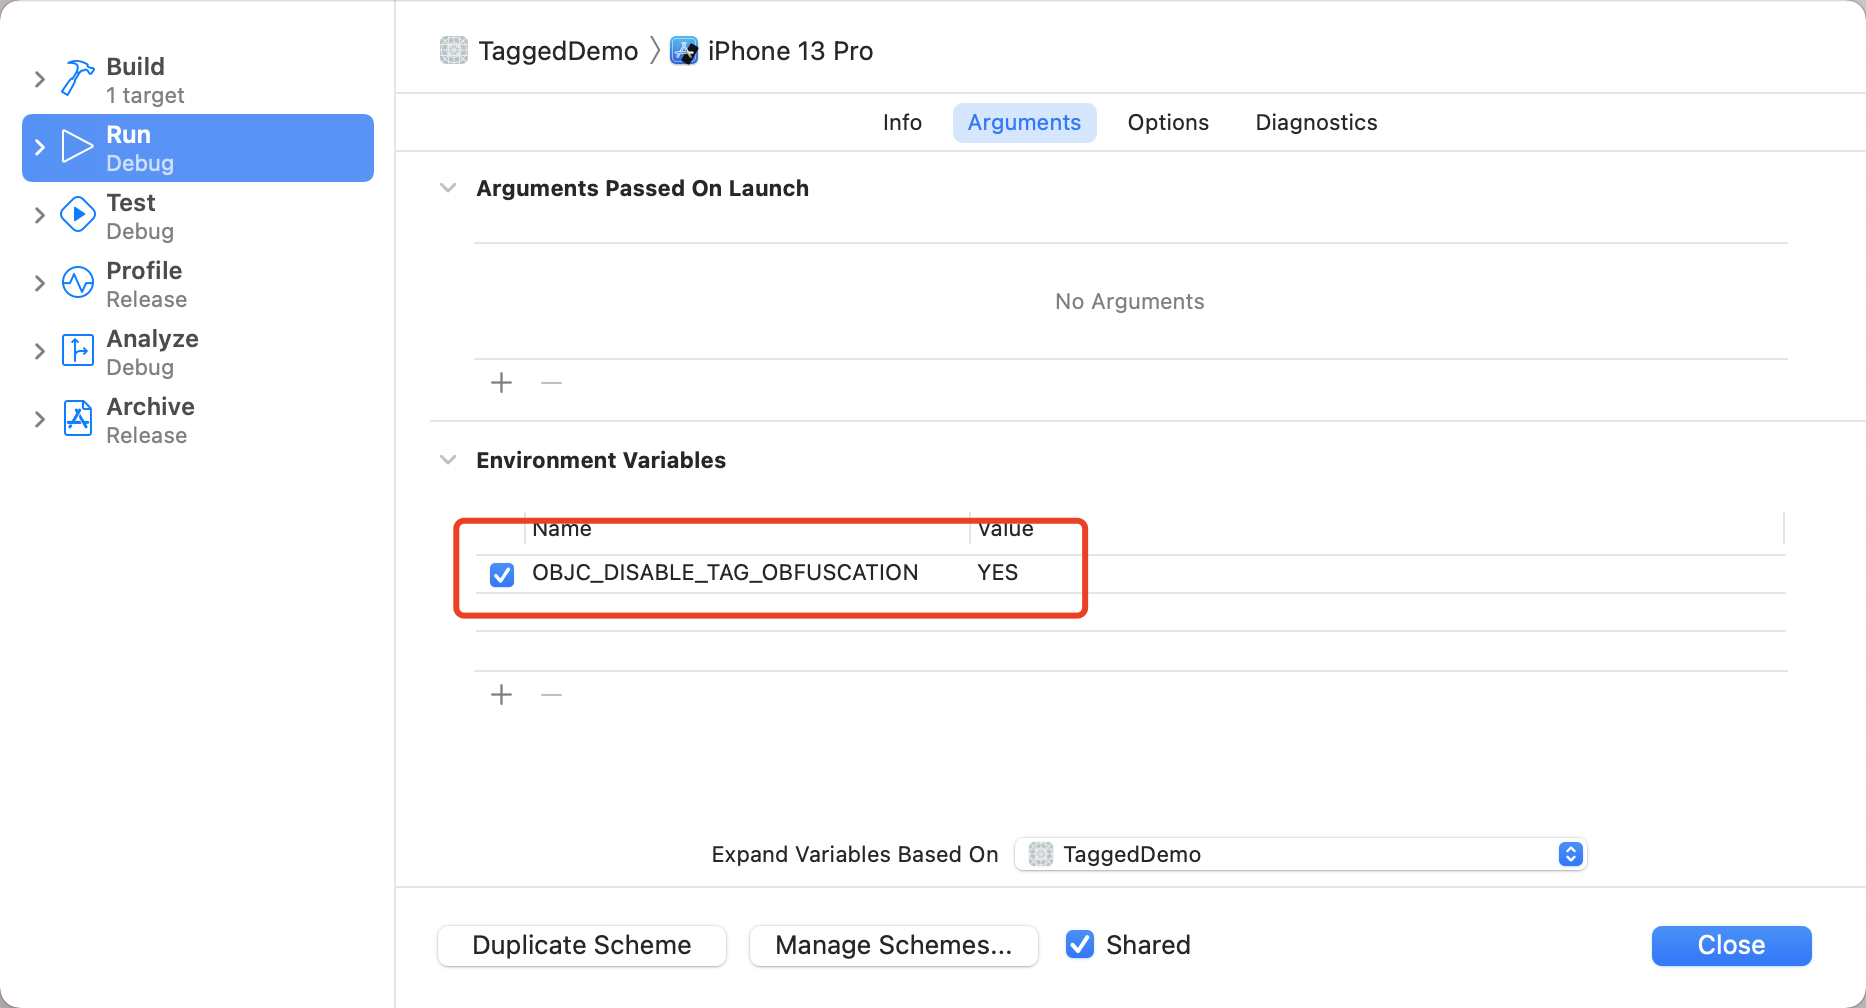 Build
1 target
Run
Debug
Test
Debug
Profile
Release
Analyze
Debug
Archive
Release
TaggedDemo iPhone 13 Pro
Info Arguments Options Diagnostics
Arguments Passed On Launch
No Arguments
Environment Variables
Name Value
OBJC_DISABLE_TAG_OBFUSCATION YES
Expand Variables Based On TaggedDemo
Duplicate Scheme Manage Schemes... Shared Close